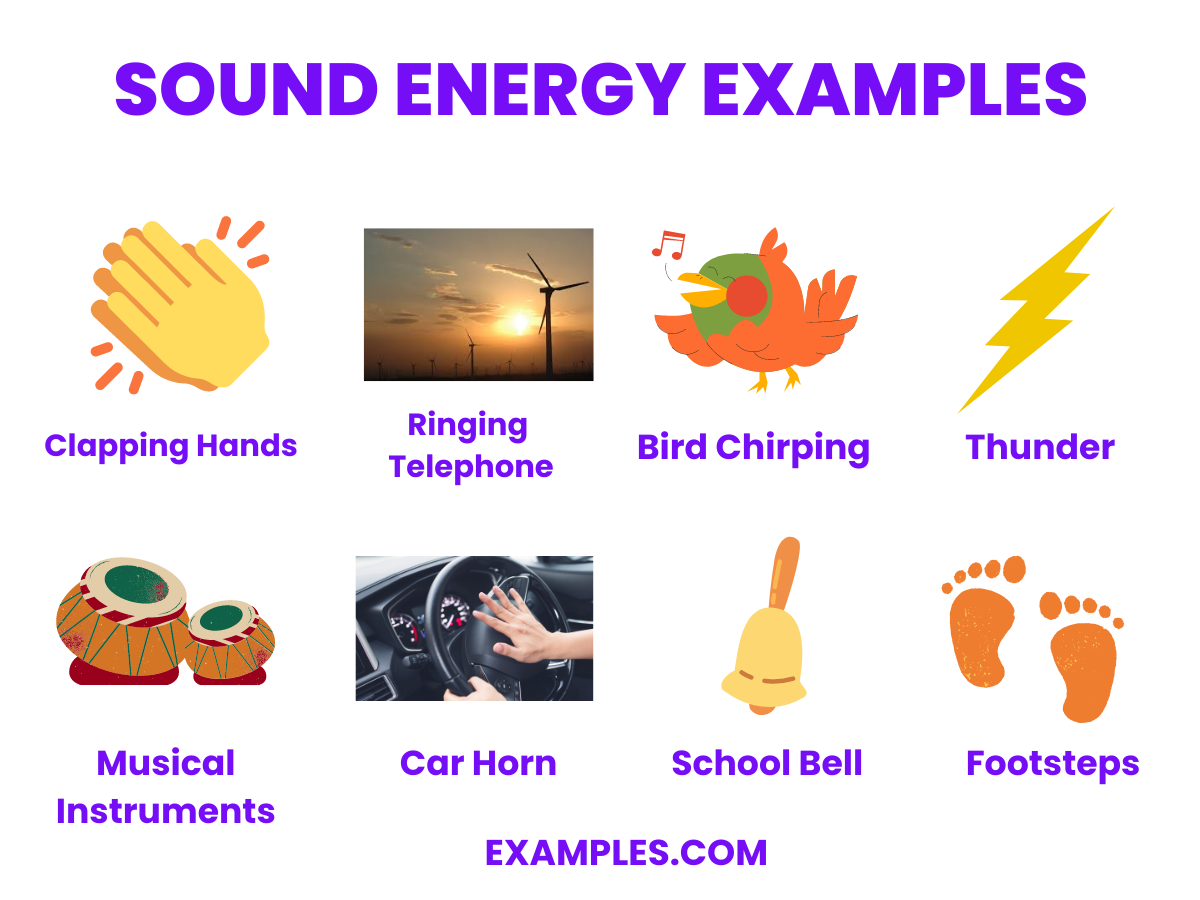 SOUND ENERGY EXAMPLES
Clapping Hands
Ringing
Telephone
Bird Chirping
Thunder
Musical
Instruments
Car Horn
School Bell
Footsteps
EXAMPLES.COM